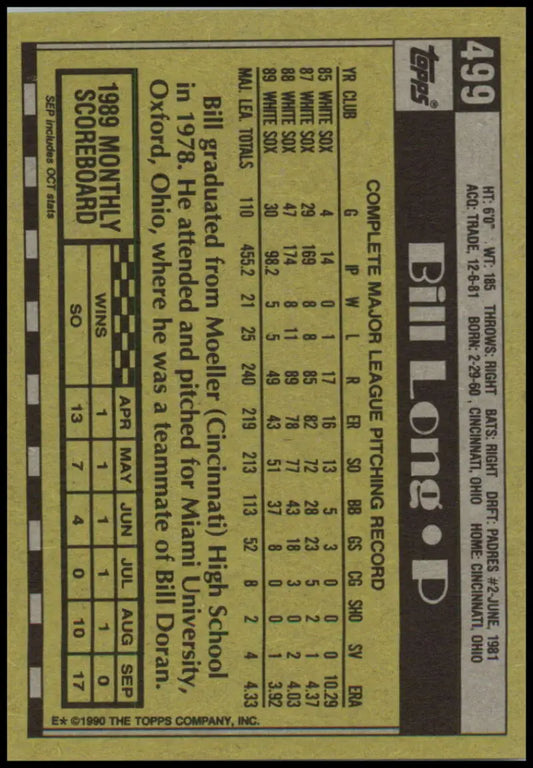 499
HT: 6'0" WT: 185 THROWS: RIGHT BATS: RIGHT DRFT: PADRES #2-JUNE, 1981
ACQ: TRADE, 12-6-81 BORN: 2-29-60, CINCINNATI, OHIO HOME: CINCINNATI, OHIO
TOPPS®
Bill Long • P
COMPLETE MAJOR LEAGUE PITCHING RECORD
YR CLUB G IP W L R ER SO BB GS CG SHO SV ERA
85 WHITE SOX 4 14 0 1 17 16 13 5 3 0 0 0 10.29
87 WHITE SOX 29 169 8 8 85 82 72 28 23 5 2 1 4.37
88 WHITE SOX 47 174 8 11 89 78 77 43 18 3 0 2 4.03
89 WHITE SOX 30 98.2 5 5 49 43 51 37 8 0 0 1 3.92
MAJ. LEA. TOTALS 110 455.2 21 25 240 219 213 113 52 8 2 4 4.33
Bill graduated from Moeller (Cincinnati) High School
in 1978. He attended and pitched for Miami University,
Oxford, Ohio, where he was a teammate of Bill Doran.
1989 MONTHLY
SCOREBOARD
SEP includes OCT stats
APR MAY JUN JUL AUG SEP
WINS 1 1 1 1 1 0
SO 13 7 4 0 10 17
E* ©1990 THE TOPPS COMPANY, INC.